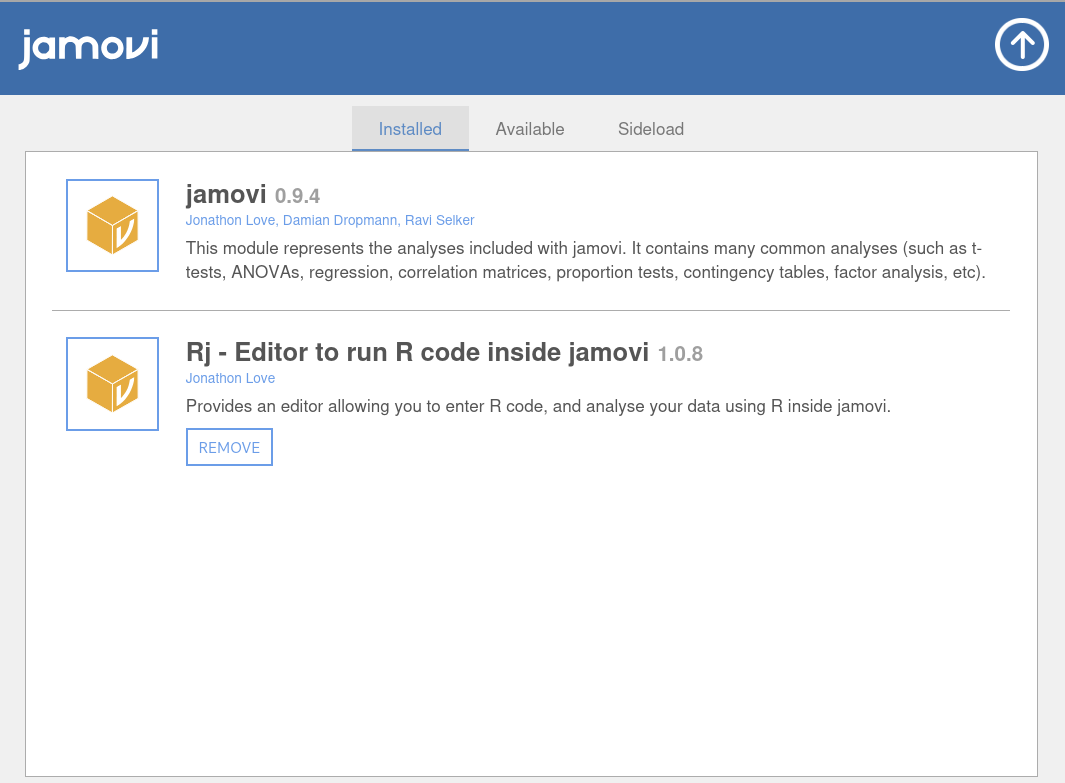 jamovi
Installed Available Sideload
jamovi 0.9.4
Jonathon Love, Damian Dropmann, Ravi Selker
This module represents the analyses included with jamovi. It contains many common analyses (such as t-
tests, ANOVAs, regression, correlation matrices, proportion tests, contingency tables, factor analysis, etc).
Rj - Editor to run R code inside jamovi 1.0.8
Jonathon Love
Provides an editor allowing you to enter R code, and analyse your data using R inside jamovi.
REMOVE